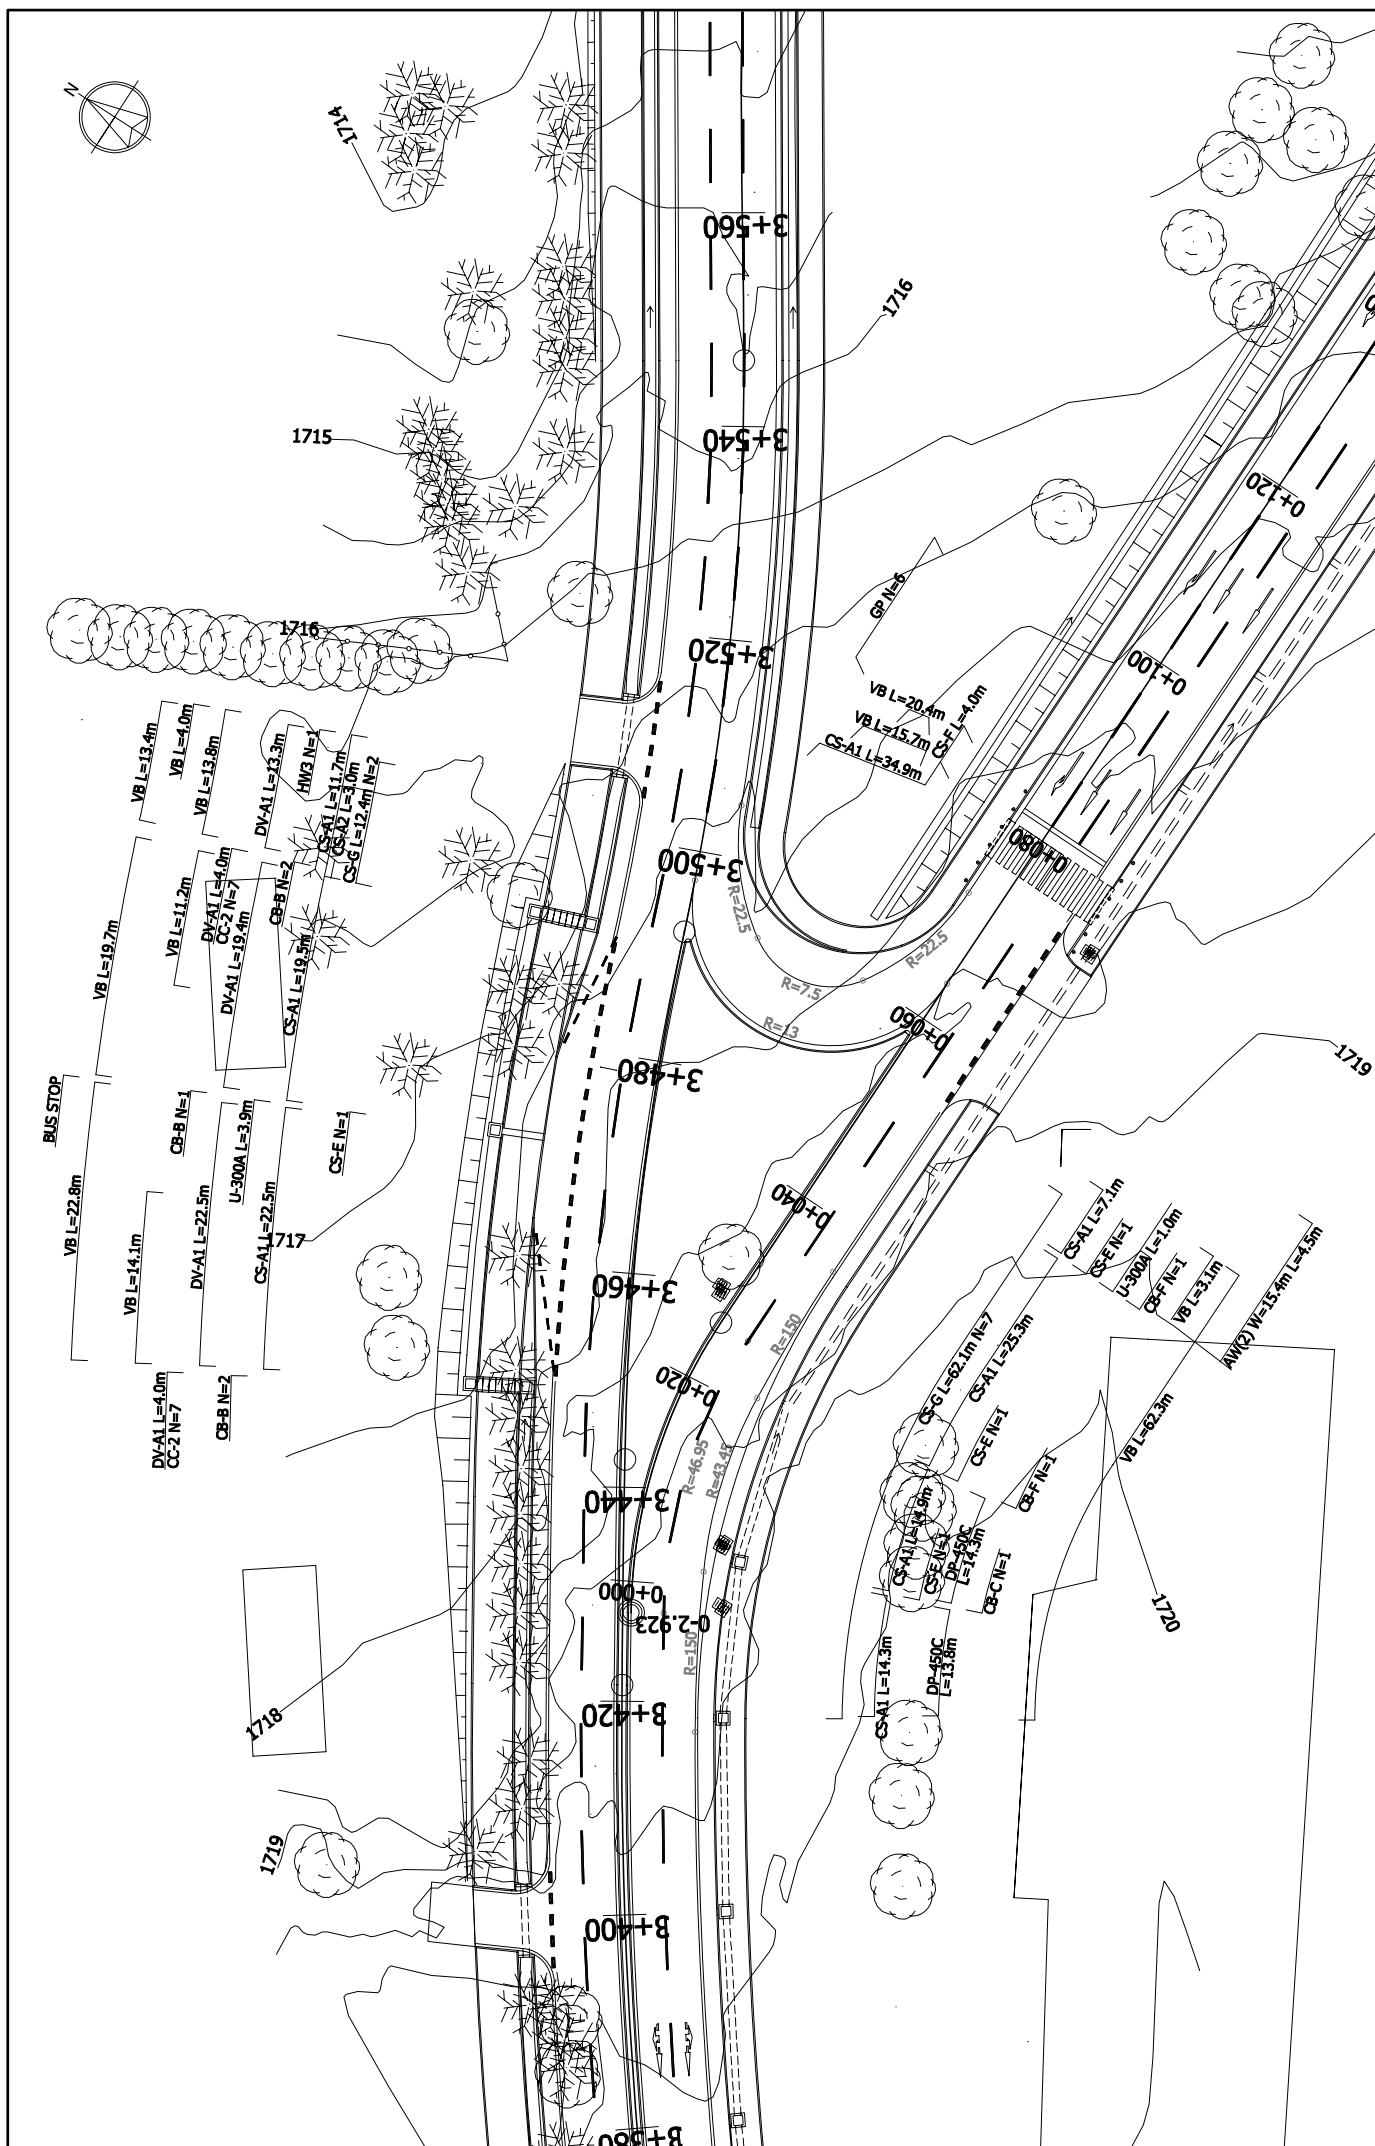 N
1714
3+560
1716
1715
3+540
0+120
GP N=6
1716
3+520
0+100
VB L=20.4m
VB L=15.7m
CS-F L=4.0m
CS-A1 L=34.9m
VB L=13.4m
VB L=4.0m
VB L=13.8m
DV-A1 L=13.3m
HW3 N=1
CS-A1 L=11.7m
CS-A2 L=3.0m
CS-G L=12.4m N=2
0+080
3+500
R=22.5
R=22.5
R=7.5
R=13
VB L=19.7m
VB L=11.2m
DV-A1 L=4.0m
CC-2 N=7
DV-A1 L=19.4m
CB-B N=2
CS-A1 L=19.5m
0+060
1719
3+480
BUS STOP
CB-B N=1
U-300A L=3.9m
CS-E N=1
VB L=22.8m
VB L=14.1m
DV-A1 L=22.5m
CS-A1 L=22.5m
1717
0+040
CS-A1 L=7.1m
CS-E N=1
U-300A L=1.0m
CB-F N=1
VB L=3.1m
AW(2) W=15.4m L=4.5m
3+460
R=150
0+020
CS-G L=62.1m N=7
CS-A1 L=25.3m
CS-E N=1
VB L=62.3m
DV-A1 L=4.0m
CC-2 N=7
CB-B N=2
R=46.95
R=43.45
CB-F N=1
3+440
CS-A1 L=14.9m
CS-E N=1
DP-450C
L=14.3m
CB-C N=1
0+000
0-2.923
1720
R=150
CS-A1 L=14.3m
DP-450C
L=13.8m
3+420
1718
1719
3+400
3+380